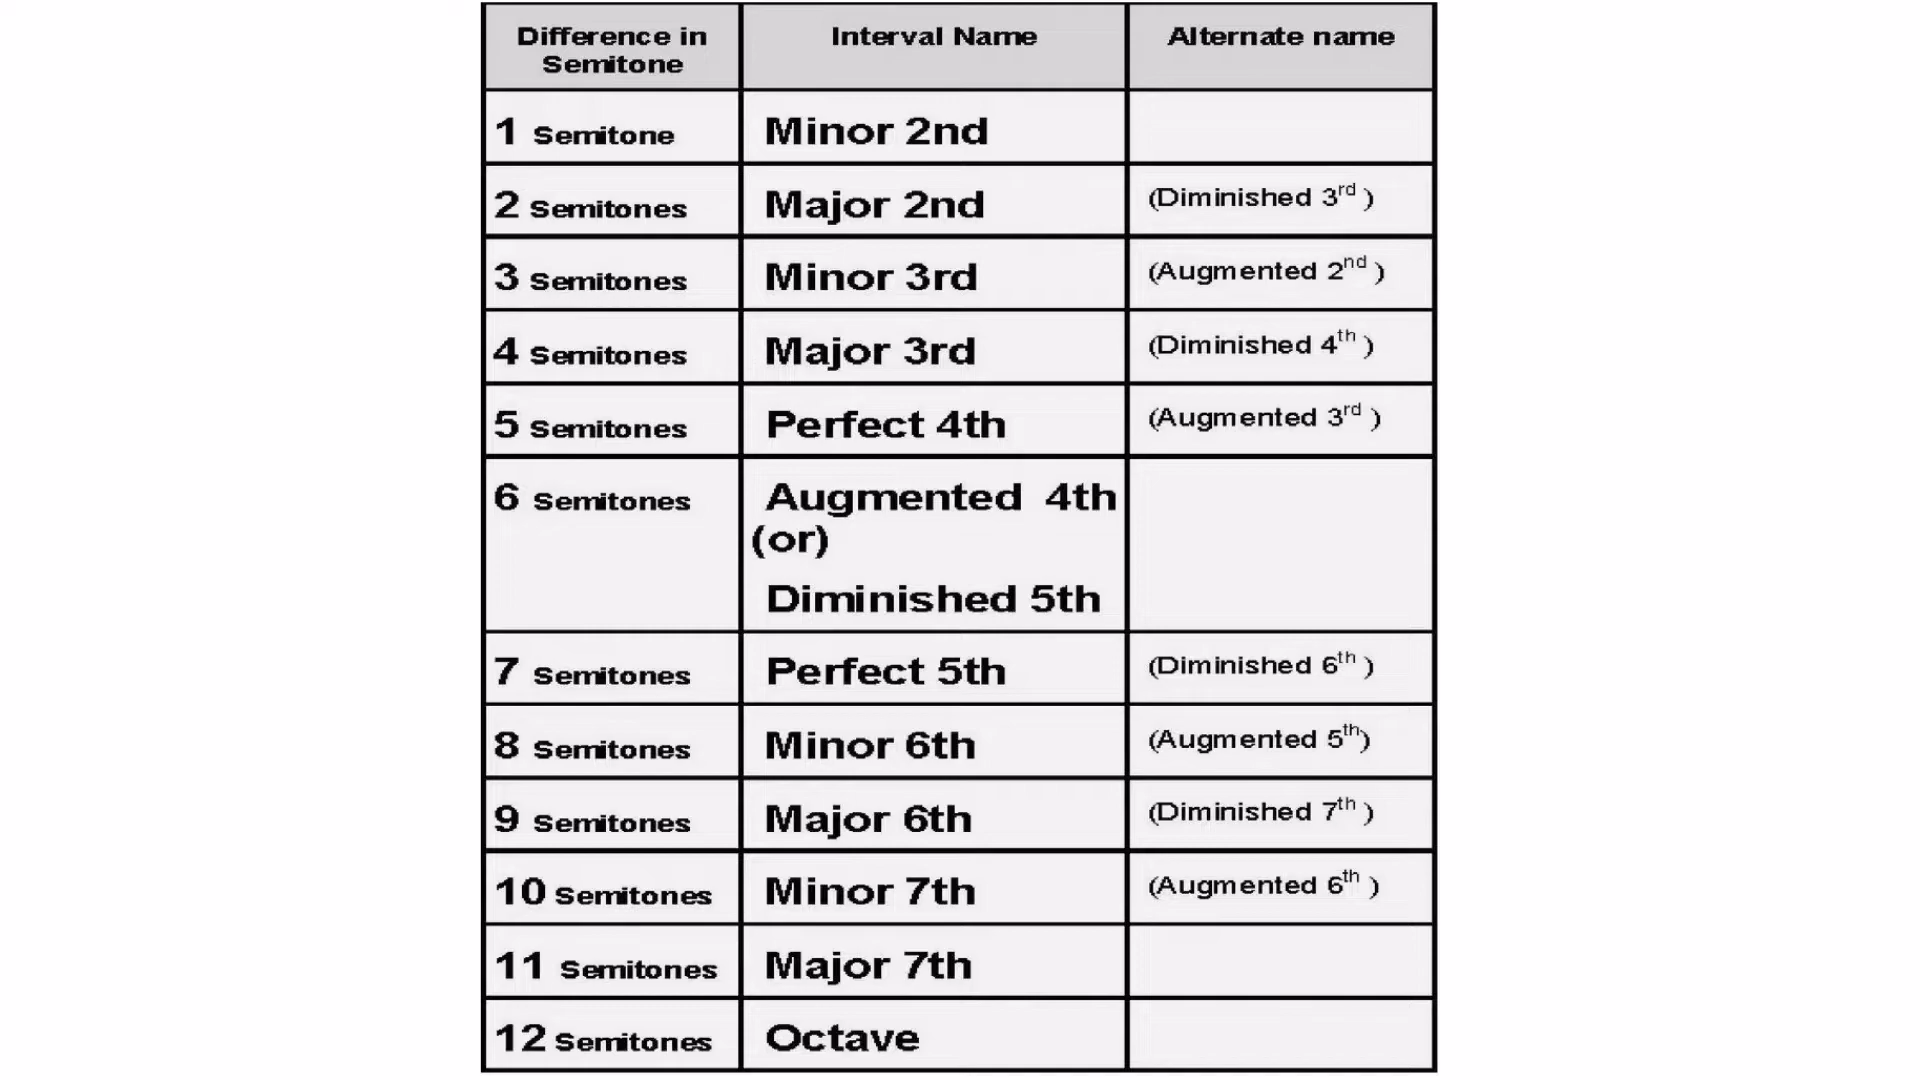 Difference in Semitone Interval Name Alternate name
1 Semitone Minor 2nd
2 Semitones Major 2nd (Diminished 3rd )
3 Semitones Minor 3rd (Augmented 2nd )
4 Semitones Major 3rd (Diminished 4th )
5 Semitones Perfect 4th (Augmented 3rd )
6 Semitones Augmented 4th
(or)
Diminished 5th
7 Semitones Perfect 5th (Diminished 6th )
8 Semitones Minor 6th (Augmented 5th)
9 Semitones Major 6th (Diminished 7th )
10 Semitones Minor 7th (Augmented 6th )
11 Semitones Major 7th
12 Semitones Octave